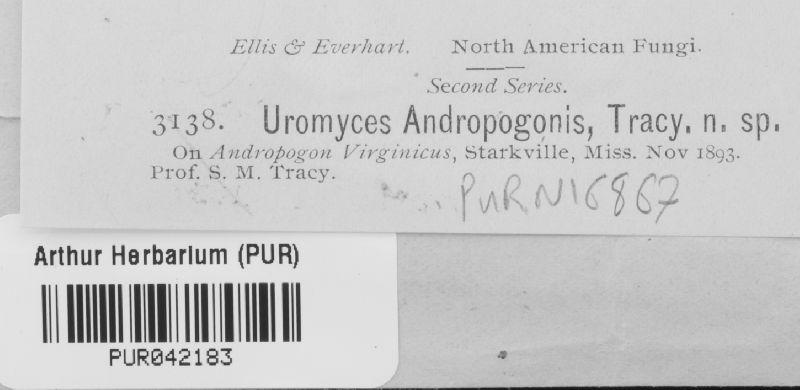 Ellis & Everhart. North American Fungi.
Second Series.
3138. Uromyces Andropogonis, Tracy. n. sp.
On Andropogon Virginicus, Starkville, Miss. Nov 1893.
Prof. S. M. Tracy.
PUR N16867
Arthur Herbarium (PUR)
PUR042183